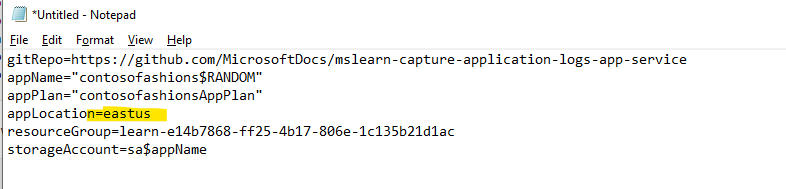 *Untitled - Notepad
File Edit Format View Help
gitRepo=https://github.com/MicrosoftDocs/mslearn-capture-application-logs-app-service
appName="contosofashions$RANDOM"
appPlan="contosofashionsAppPlan"
appLocation=eastus
resourceGroup=learn-e14b7868-ff25-4b17-806e-1c135b21d1ac
storageAccount=sa$appName